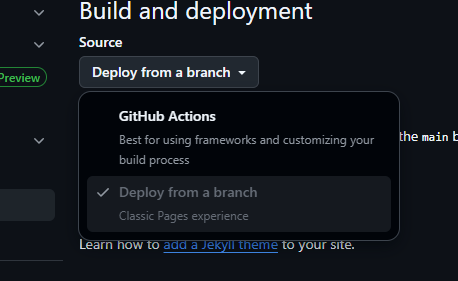 Build and deployment
Source
Preview
Deploy from a branch
GitHub Actions
Best for using frameworks and customizing your
build process
the main b
Deploy from a branch
Classic Pages experience
Learn how to add a Jekyll theme to your site.